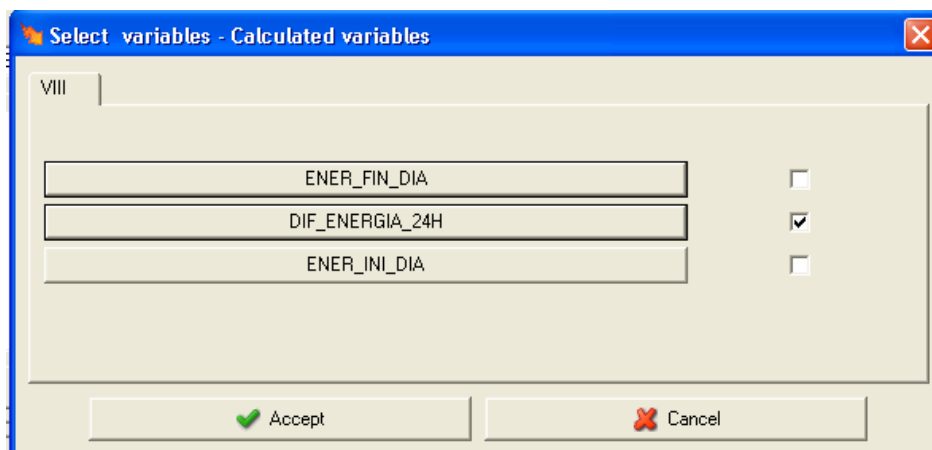 Select variables - Calculated variables
VIII
ENER_FIN_DIA
DIF_ENERGIA_24H
ENER_INI_DIA
Accept
Cancel